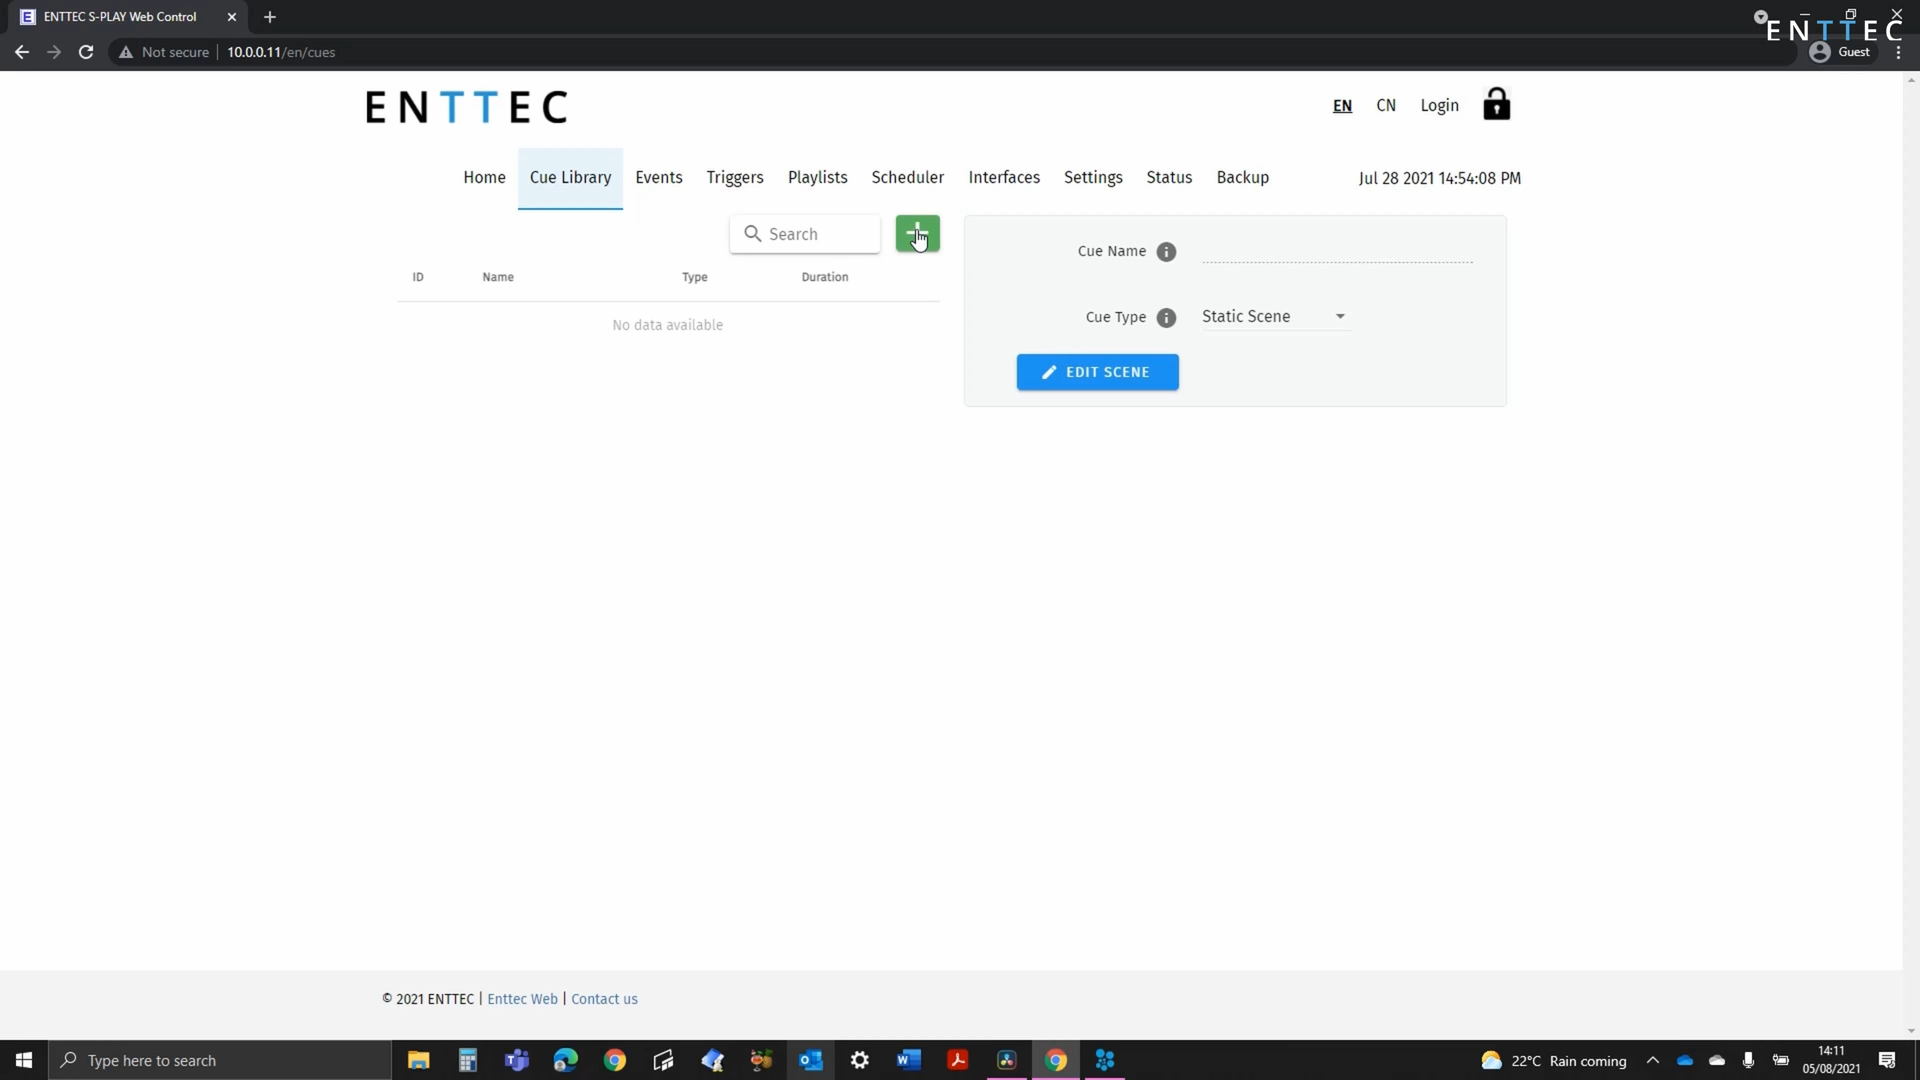 ENTTEC S-PLAY Web Control
ENTTEC
Not secure
10.0.0.11/en/cues
Guest
ENTTEC
EN CN Login
Home Cue Library Events Triggers Playlists Scheduler Interfaces Settings Status Backup Jul 28 2021 14:54:08 PM
Search
Cue Name
ID Name Type Duration
Cue Type Static Scene
No data available
EDIT SCENE
© 2021 ENTTEC | Enttec Web | Contact us
Type here to search
22°C Rain coming
14:11
05/08/2021